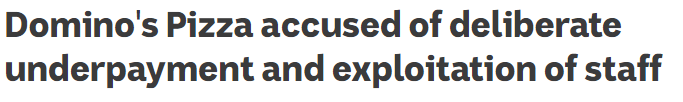 Domino's Pizza accused of deliberate
underpayment and exploitation of staff